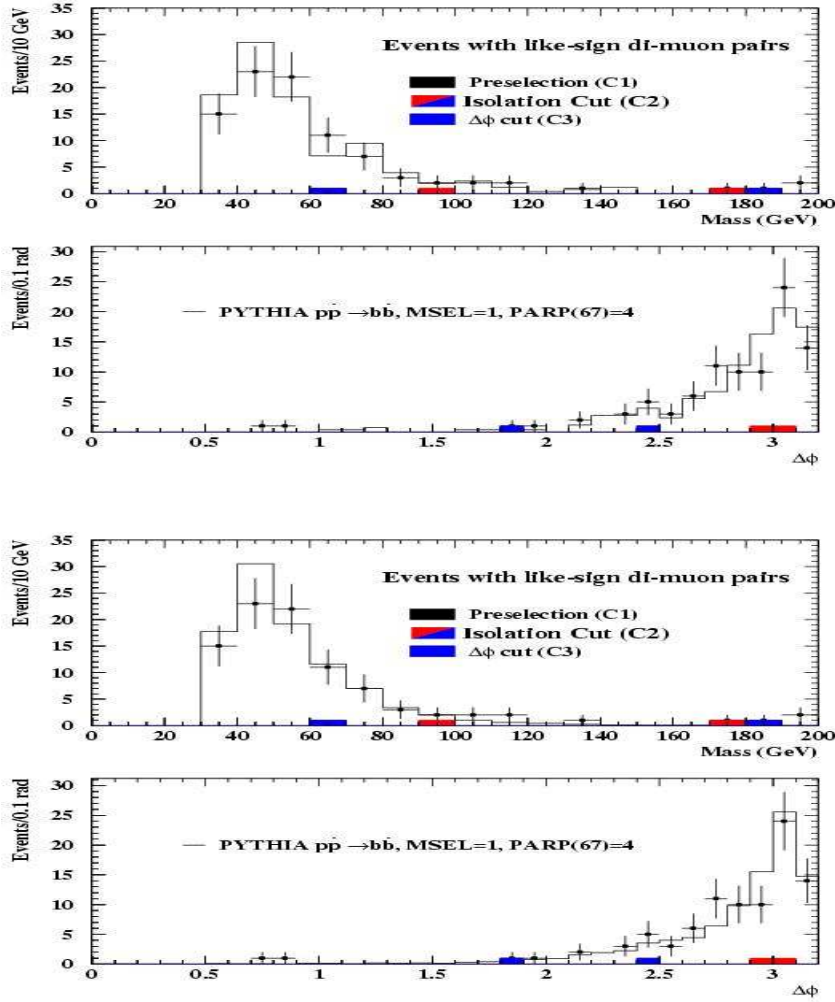 Events/10 GeV
35
30
25
20
15
10
5
0
Events with like-sign di-muon pairs
Preselection (C1)
Isolation Cut (C2)
Δϕ cut (C3)
0 20 40 60 80 100 120 140 160 180 200
Mass (GeV)
Events/0.1 rad
30
25
20
15
10
5
0
PYTHIA pp̄ →bb̄, MSEL=1, PARP(67)=4
0 0.5 1 1.5 2 2.5 3
Δϕ
Events/10 GeV
35
30
25
20
15
10
5
0
Events with like-sign di-muon pairs
Preselection (C1)
Isolation Cut (C2)
Δϕ cut (C3)
0 20 40 60 80 100 120 140 160 180 200
Mass (GeV)
Events/0.1 rad
30
25
20
15
10
5
0
PYTHIA pp̄ →bb̄, MSEL=1, PARP(67)=4
0 0.5 1 1.5 2 2.5 3
Δϕ